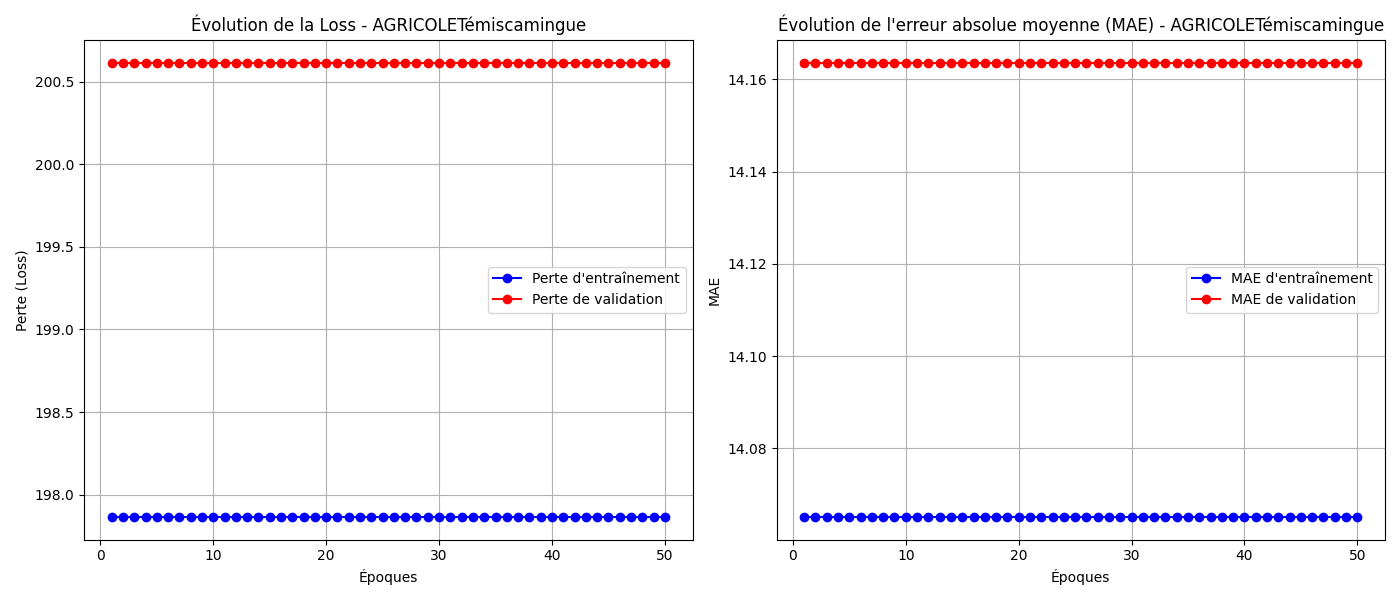 Évolution de la Loss - AGRICOLETémiscamingue
Perte (Loss)
200.5
200.0
199.5
199.0
198.5
198.0
Perte d'entraînement
Perte de validation
0 10 20 30 40 50
Époques
Évolution de l'erreur absolue moyenne (MAE) - AGRICOLETémiscamingue
MAE
14.16
14.14
14.12
14.10
14.08
MAE d'entraînement
MAE de validation
0 10 20 30 40 50
Époques